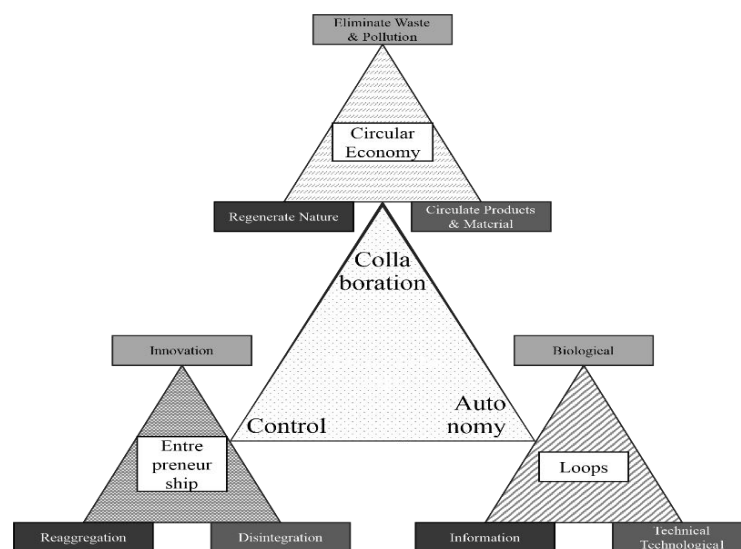 Eliminate Waste
& Pollution
Circular
Economy
Regenerate Nature
Circulate Products
& Material
Colla
boration
Innovation
Biological
Control
Auto
nomy
Entre
preneur
ship
Loops
Reaggregation
Disintegration
Information
Technical
Technological